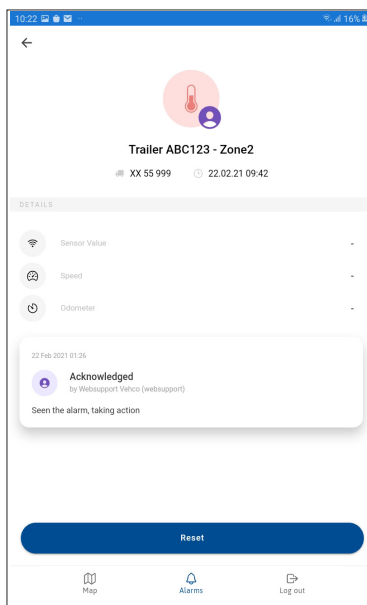 10:22
16%
Trailer ABC123 - Zone2
XX 55 999
22.02.21 09:42
DETAILS
Sensor Value -
Speed -
Odometer -
22 Feb 2021 01:26
Acknowledged
by Websupport Vehco (websupport)
Seen the alarm, taking action
Reset
Map
Alarms
Log out